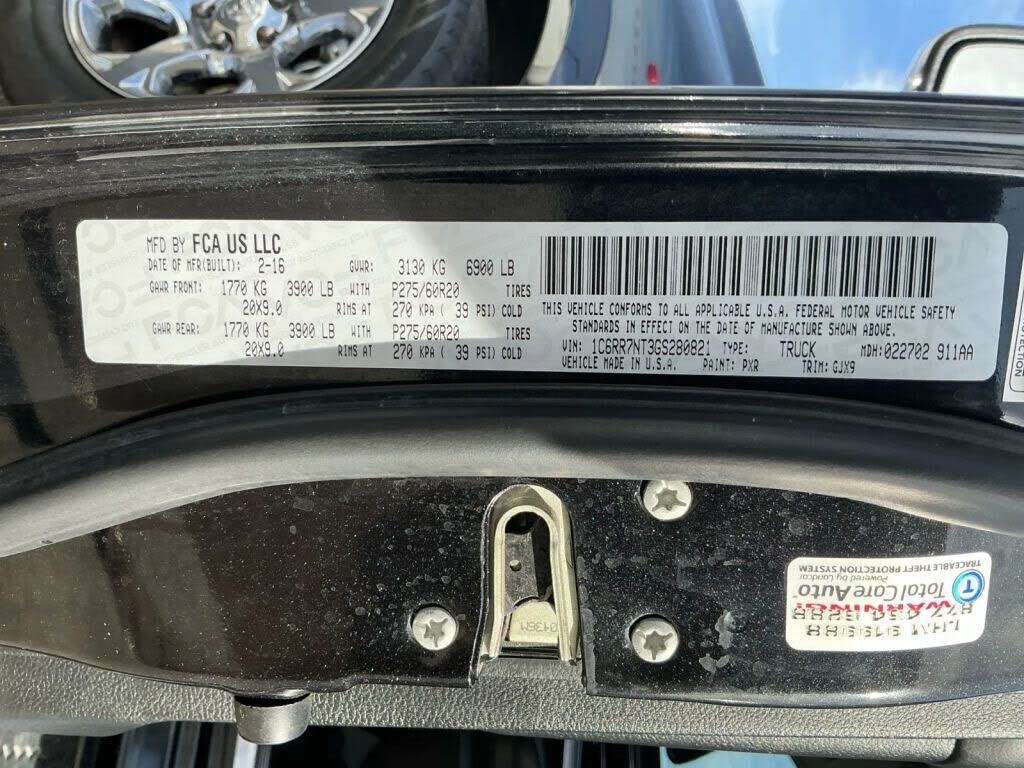 MFD BY FCA US LLC
DATE OF MFR(BUILT): 2-16 GVWR: 3130 KG 6900 LB
GAWR FRONT: 1770 KG 3900 LB WITH P275/60R20 TIRES
20X9.0 RIMS AT 270 KPA ( 39 PSI) COLD
GAWR REAR: 1770 KG 3900 LB WITH P275/60R20 TIRES
20X9.0 RIMS AT 270 KPA ( 39 PSI) COLD
THIS VEHICLE CONFORMS TO ALL APPLICABLE U.S.A. FEDERAL MOTOR VEHICLE SAFETY
STANDARDS IN EFFECT ON THE DATE OF MANUFACTURE SHOWN ABOVE.
VIN: 1C6RR7NT3GS280821 TYPE: TRUCK MDH:022702 911AA
VEHICLE MADE IN U.S.A. PAINT: PXR TRIM: GJX9
TRACEABLE THEFT PROTECTION SYSTEM
Powered by
Total Care Auto
WARNING!